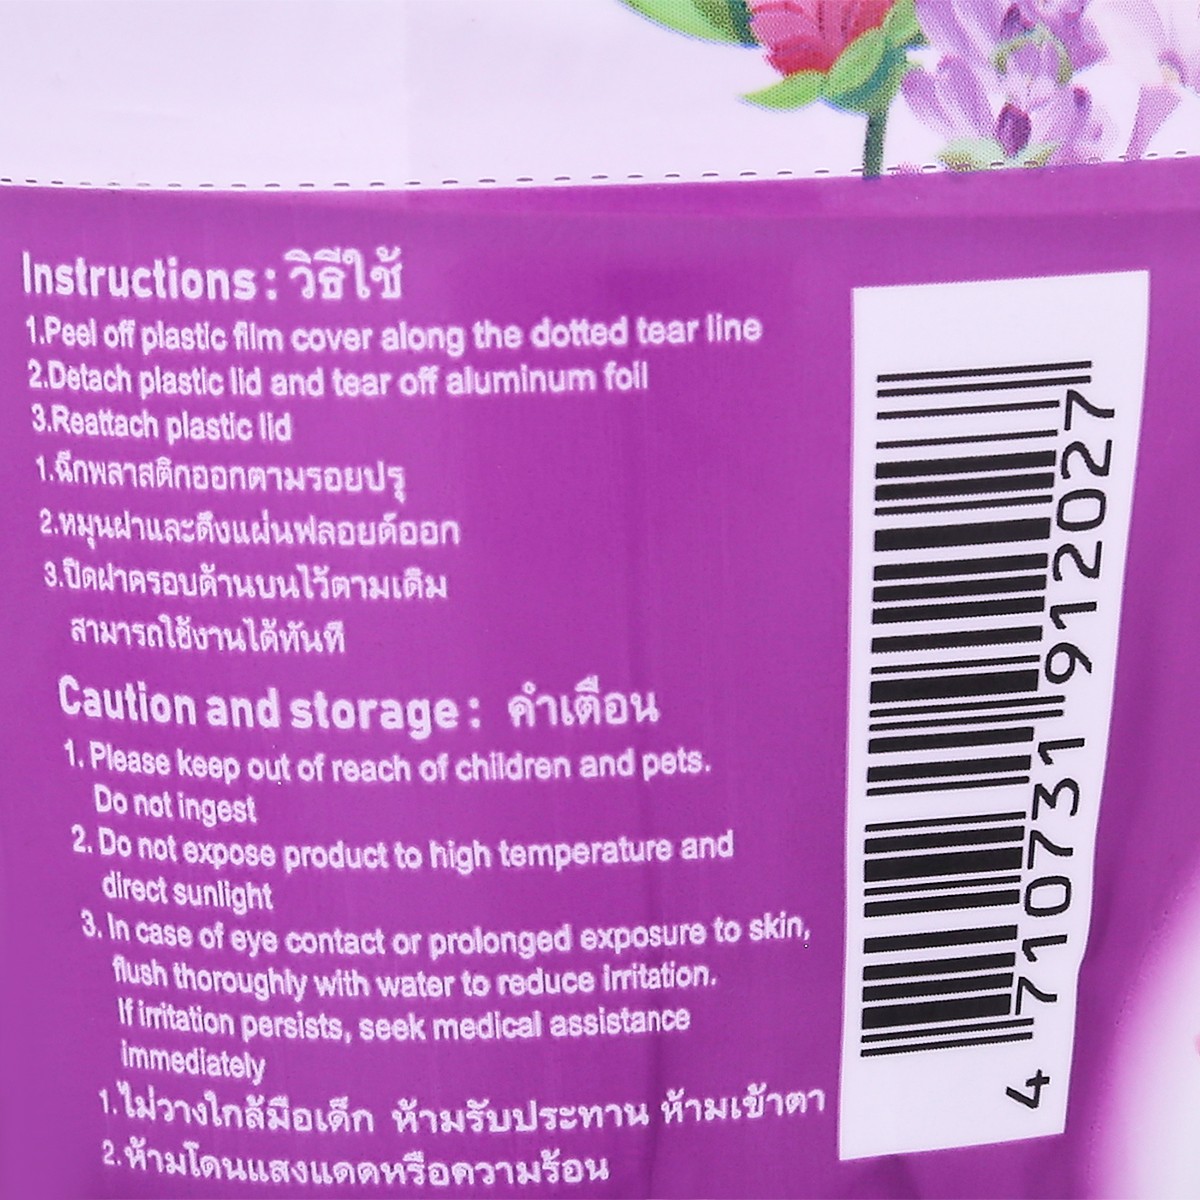 Instructions : วิธีใช้
1.Peel off plastic film cover along the dotted tear line
2.Detach plastic lid and tear off aluminum foil
3.Reattach plastic lid
1.ฉีกพลาสติกออกตามรอยปรุ
2.หมุนฝาและดึงแผ่นฟลอยด์ออก
3.ปิดฝาครอบด้านบนไว้ตามเดิม
สามารถใช้งานได้ทันที
Caution and storage : คำเตือน
1. Please keep out of reach of children and pets.
Do not ingest
2. Do not expose product to high temperature and
direct sunlight
3. In case of eye contact or prolonged exposure to skin,
flush thoroughly with water to reduce irritation.
If irritation persists, seek medical assistance
immediately
1.ไม่วางใกล้มือเด็ก ห้ามรับประทาน ห้ามเข้าตา
2.ห้ามโดนแสงแดดหรือความร้อน
4 710731 912027